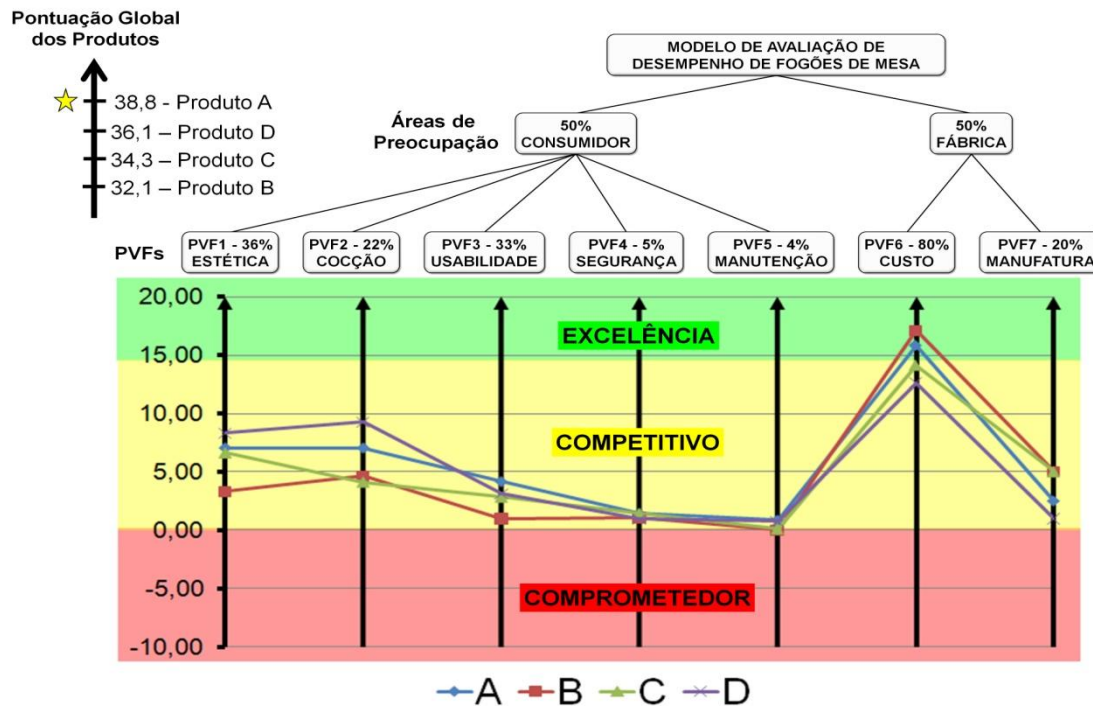 Pontuação Global
dos Produtos
38,8 - Produto A
36,1 – Produto D
34,3 – Produto C
32,1 – Produto B
MODELO DE AVALIAÇÃO DE
DESEMPENHO DE FOGÕES DE MESA
Áreas de
Preocupação
50%
CONSUMIDOR
50%
FÁBRICA
PVFs
PVF1 - 36%
ESTÉTICA
PVF2 - 22%
COCÇÃO
PVF3 - 33%
USABILIDADE
PVF4 - 5%
SEGURANÇA
PVF5 - 4%
MANUTENÇÃO
PVF6 - 80%
CUSTO
PVF7 - 20%
MANUFATURA
20,00
15,00
10,00
5,00
0,00
-5,00
-10,00
EXCELÊNCIA
COMPETITIVO
COMPROMETEDOR
A B C D